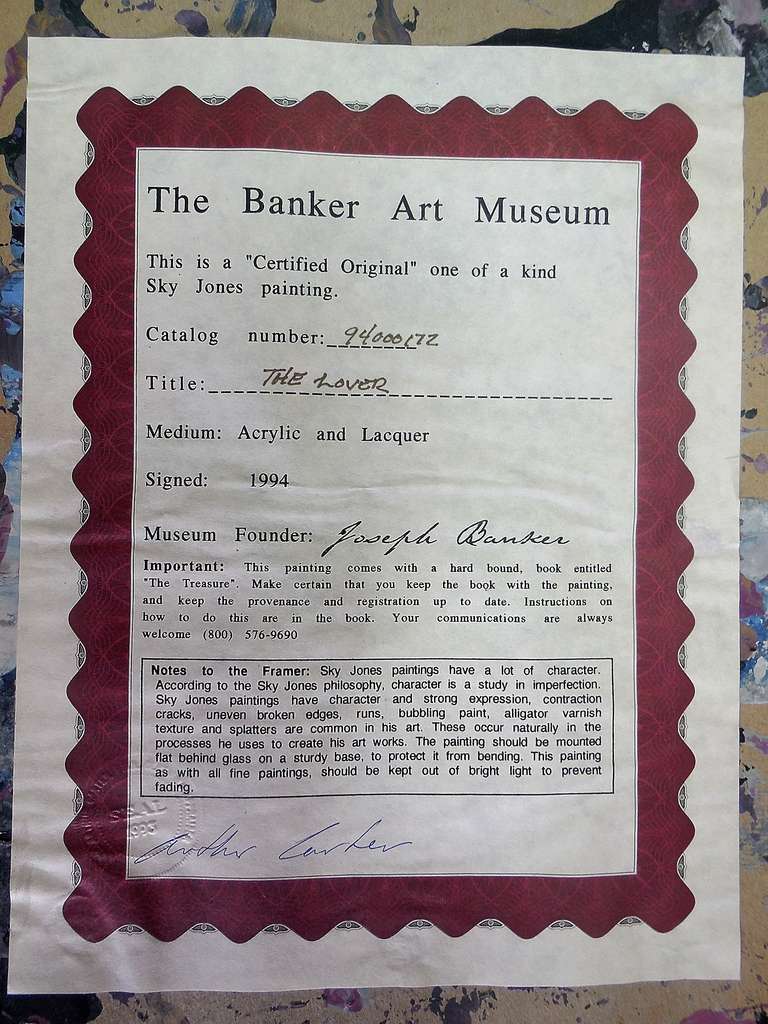 The Banker Art Museum
This is a "Certified Original" one of a kind
Sky Jones painting.
Catalog number: 94000172
Title: THE LOVER
Medium: Acrylic and Lacquer
Signed: 1994
Museum Founder: Joseph Banker
Important: This painting comes with a hard bound, book entitled
"The Treasure". Make certain that you keep the book with the painting,
and keep the provenance and registration up to date. Instructions on
how to do this are in the book. Your communications are always
welcome (800) 576-9690
Notes to the Framer: Sky Jones paintings have a lot of character.
According to the Sky Jones philosophy, character is a study in imperfection.
Sky Jones paintings have character and strong expression, contraction
cracks, uneven broken edges, runs, bubbling paint, alligator varnish
texture and splatters are common in his art. These occur naturally in the
processes he uses to create his art works. The painting should be mounted
flat behind glass on a sturdy base, to protect it from bending. This painting
as with all fine paintings, should be kept out of bright light to prevent
fading.
SEAL
1993